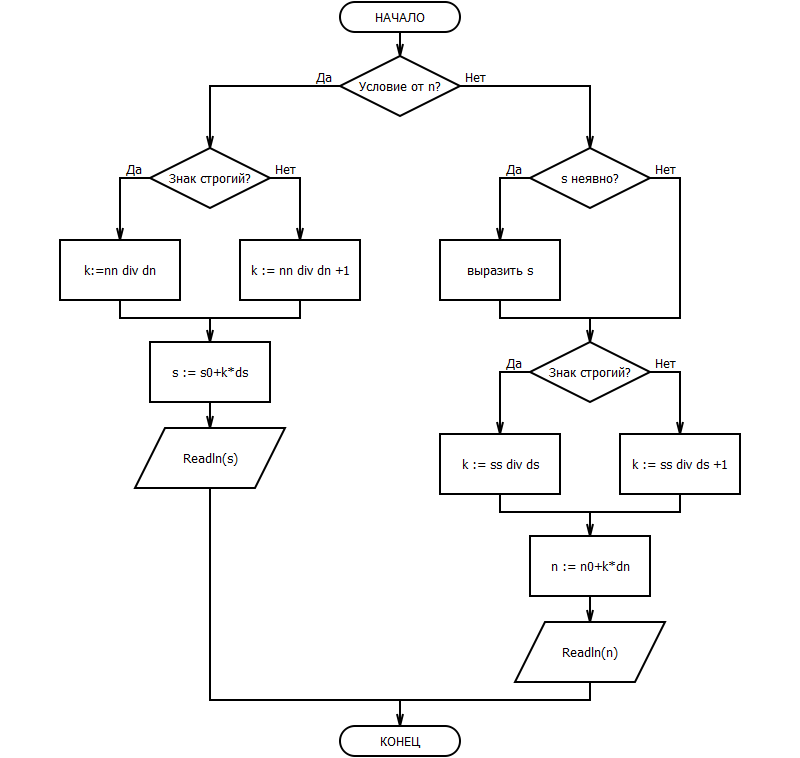 НАЧАЛО
Условие от n?
Да
Нет
Знак строгий?
Да
Нет
s неявно?
Да
Нет
k:=nn div dn
k := nn div dn +1
выразить s
s := s0+k*ds
Знак строгий?
Да
Нет
Readln(s)
k := ss div ds
k := ss div ds +1
n := n0+k*dn
Readln(n)
КОНЕЦ